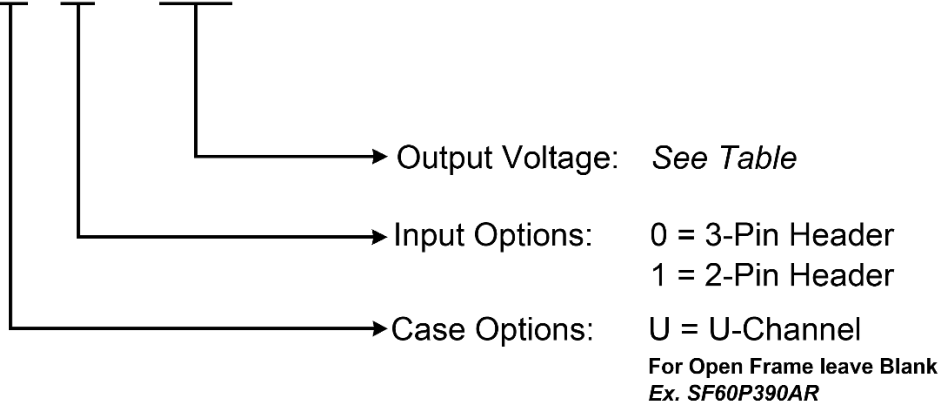 Output Voltage: See Table
Input Options: 0 = 3-Pin Header
1 = 2-Pin Header
Case Options: U = U-Channel
For Open Frame leave Blank
Ex. SF60P390AR